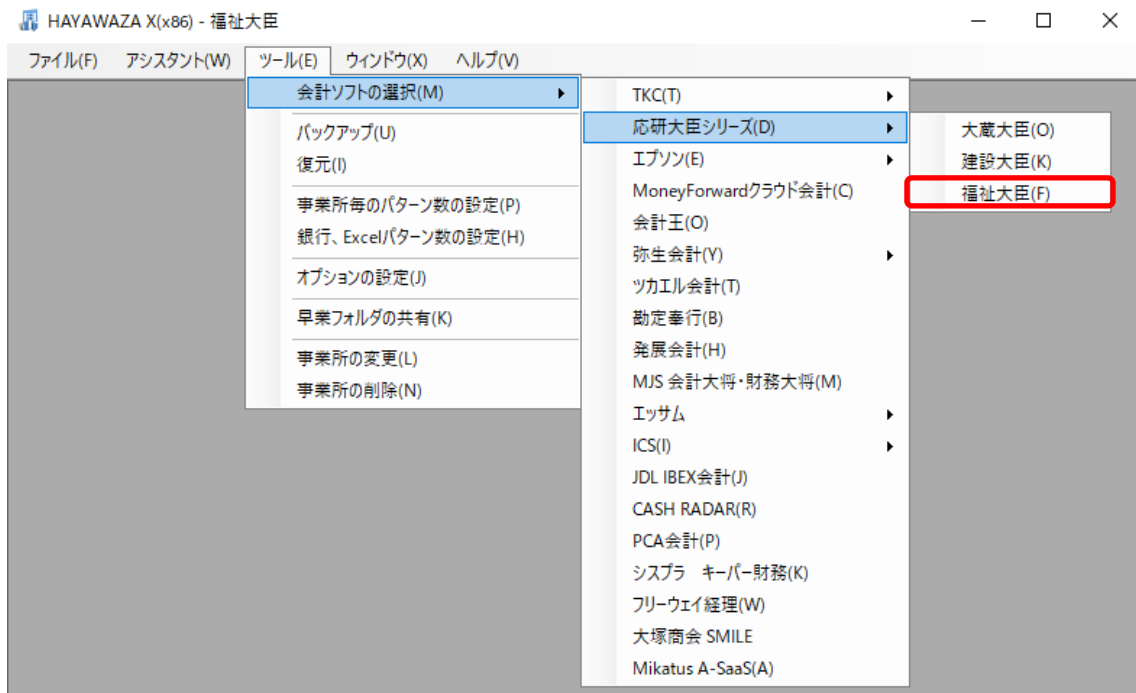 HAYAWAZA X(x86) - 福祉大臣
ファイル(F) アシスタント(W) ツール(E) ウィンドウ(X) ヘルプ(V)
会計ソフトの選択(M)
バックアップ(U)
復元(I)
事業所毎のパターン数の設定(P)
銀行、Excelパターン数の設定(H)
オプションの設定(J)
早業フォルダの共有(K)
事業所の変更(L)
事業所の削除(N)
TKC(T)
応研大臣シリーズ(D)
エプソン(E)
MoneyForwardクラウド会計(C)
会計王(O)
弥生会計(Y)
ツカエル会計(T)
勘定奉行(B)
発展会計(H)
MJS 会計大将・財務大将(M)
エッサム
ICS(I)
JDL IBEX会計(J)
CASH RADAR(R)
PCA会計(P)
シスプラ　キーパー財務(K)
フリーウェイ経理(W)
大塚商会 SMILE
Mikatus A-SaaS(A)
大蔵大臣(O)
建設大臣(K)
福祉大臣(F)